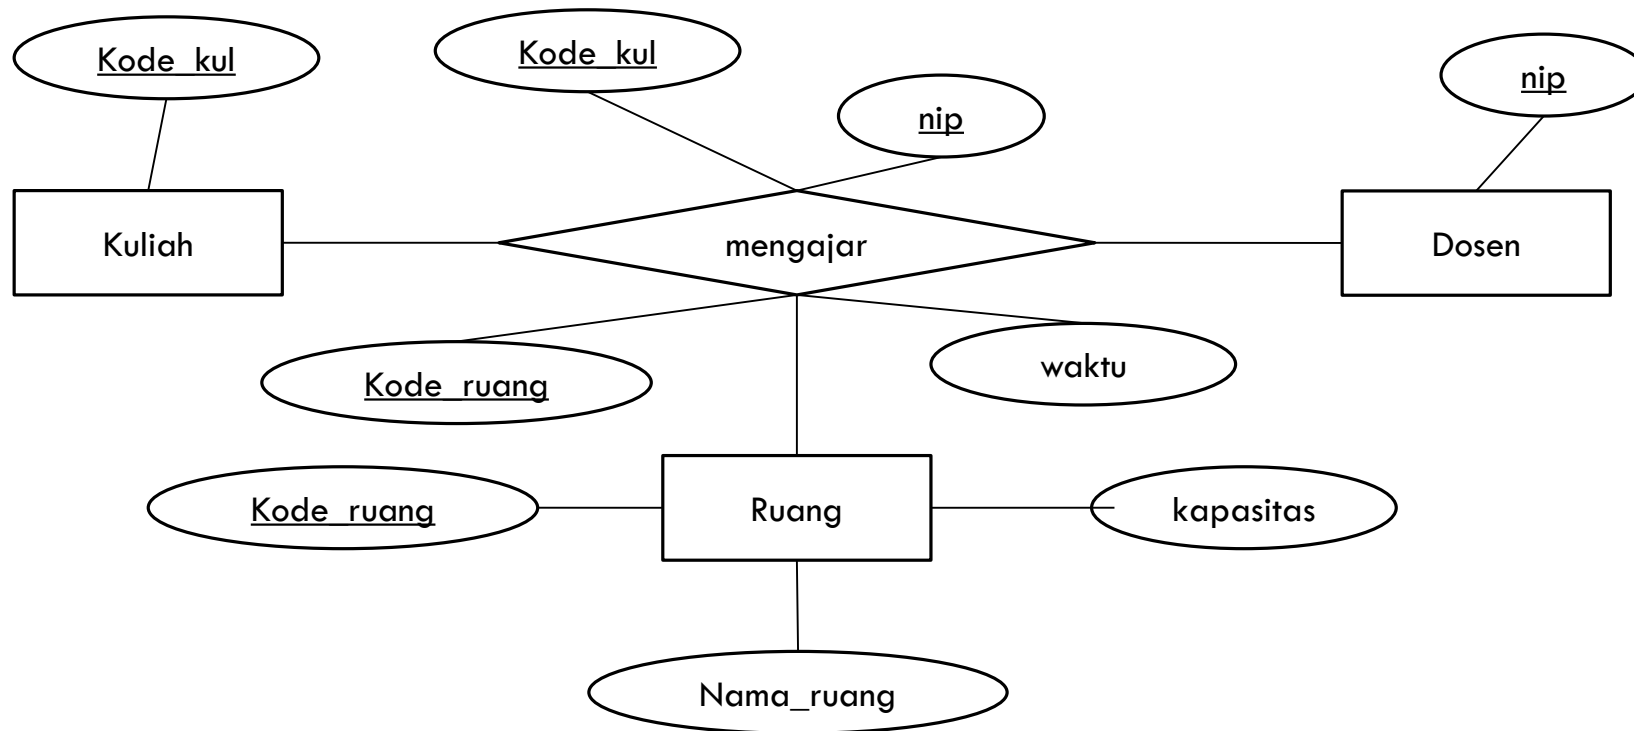 Kode_kul
Kode_kul
nip
nip
Kuliah
mengajar
Dosen
Kode_ruang
waktu
Kode_ruang
Ruang
kapasitas
Nama_ruang